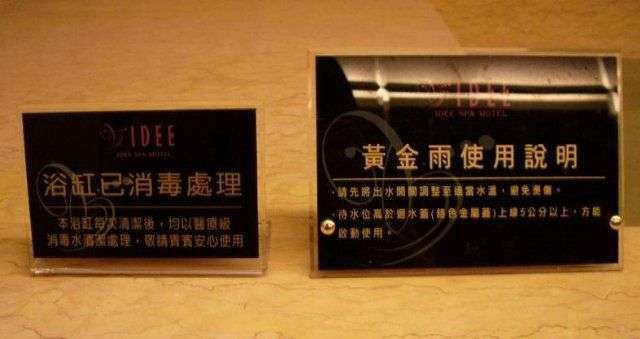 IDEE
IDEE SPA MOTEL
浴缸已消毒處理
本浴缸每次清潔後，均以醫療級
消毒水清潔處理，敬請貴賓安心使用
IDEE
IDEE SPA MOTEL
黃金雨使用說明
·請先將出水開關調整至適當水溫，避免燙傷。
·待水位高於迴水蓋(銀色金屬蓋)上緣5公分以上，方能
啟動使用。